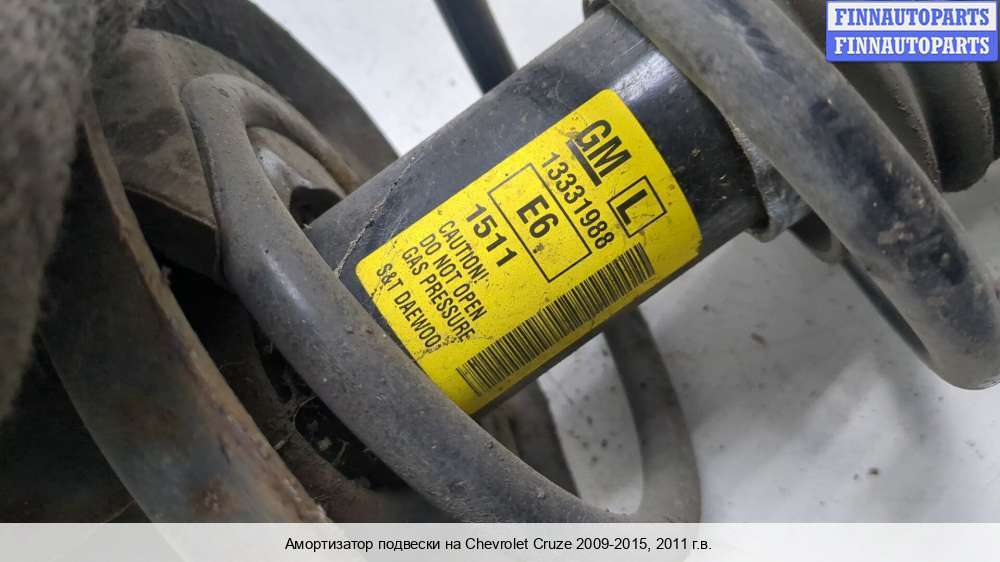 FINNAUTOPARTS
FINNAUTOPARTS
GM L
13331988
E6
1511
CAUTION!
DO NOT OPEN
GAS PRESSURE
S&T DAEWOO
Амортизатор подвески на Chevrolet Cruze 2009-2015, 2011 г.в.